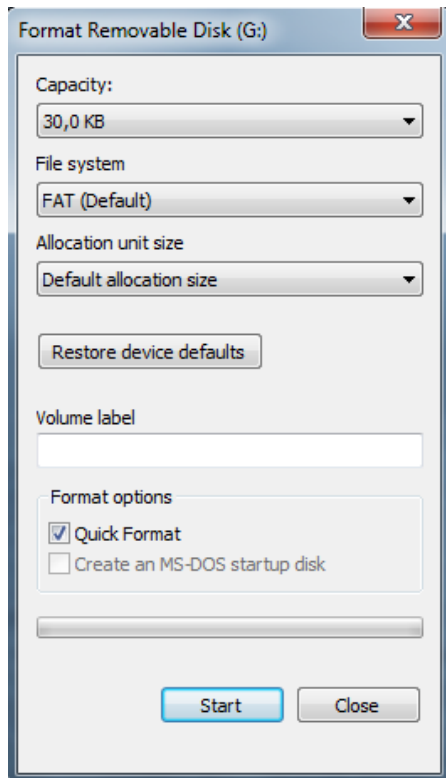 Format Removable Disk (G:)
Capacity:
30,0 KB
File system
FAT (Default)
Allocation unit size
Default allocation size
Restore device defaults
Volume label
Format options
Quick Format
Create an MS-DOS startup disk
Start Close